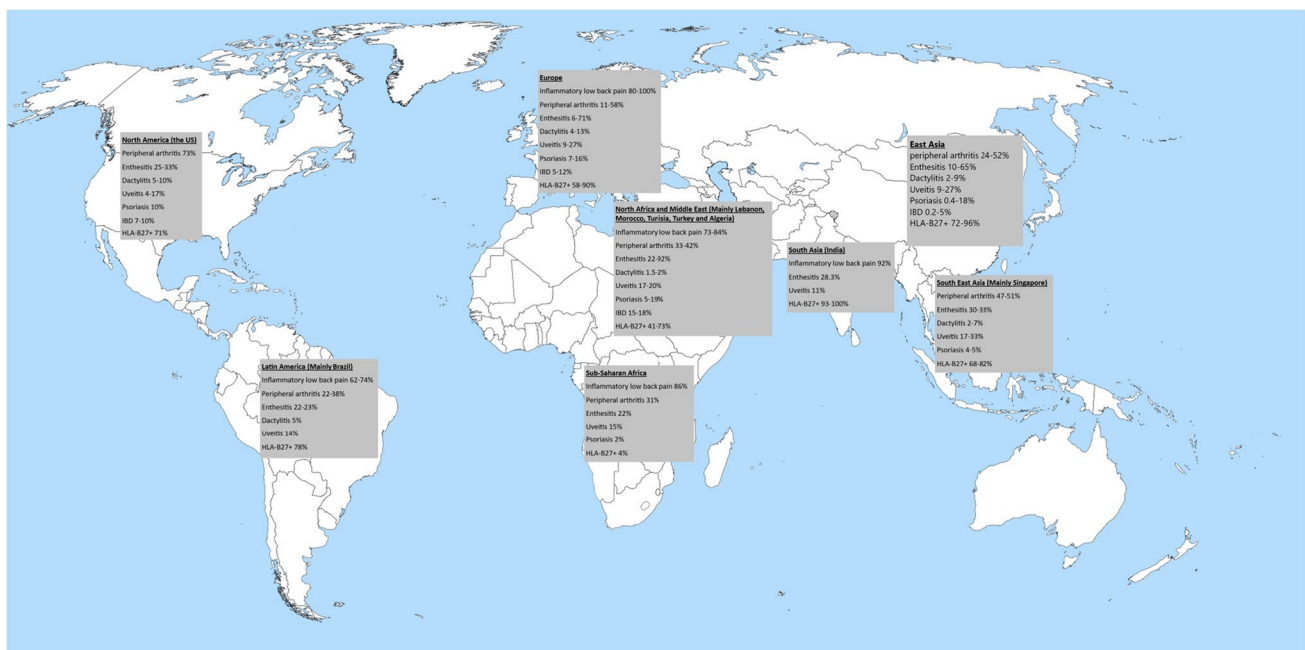 Europe
Inflammatory low back pain 80-100%
Peripheral arthritis 11-58%
Enthesitis 6-71%
Dactylitis 4-13%
Uveitis 9-27%
Psoriasis 7-16%
IBD 5-12%
HLA-B27+ 58-90%
North America (the US)
Peripheral arthritis 73%
Enthesitis 25-33%
Dactylitis 5-10%
Uveitis 4-17%
Psoriasis 10%
IBD 7-10%
HLA-B27+ 71%
East Asia
peripheral arthritis 24-52%
Enthesitis 10-65%
Dactylitis 2-9%
Uveitis 9-27%
Psoriasis 0.4-18%
IBD 0.2-5%
HLA-B27+ 72-96%
North Africa and Middle East (Mainly Lebanon,
Morocco, Turisia, Turkey and Algeria)
Inflammatory low back pain 73-84%
Peripheral arthritis 33-42%
Enthesitis 22-92%
Dactylitis 1.5-2%
Uveitis 17-20%
Psoriasis 5-19%
IBD 15-18%
HLA-B27+ 41-73%
South Asia (India)
Inflammatory low back pain 92%
Enthesitis 28.3%
Uveitis 11%
HLA-B27+ 93-100%
South East Asia (Mainly Singapore)
Peripheral arthritis 47-51%
Enthesitis 30-33%
Dactylitis 2-7%
Uveitis 17-33%
Psoriasis 4-5%
HLA-B27+ 68-82%
Latin America (Mainly Brazil)
Inflammatory low back pain 62-74%
Peripheral arthritis 22-38%
Enthesitis 22-23%
Dactylitis 5%
Uveitis 14%
HLA-B27+ 78%
Sub-Saharan Africa
Inflammatory low back pain 86%
Peripheral arthritis 31%
Enthesitis 22%
Uveitis 15%
Psoriasis 2%
HLA-B27+ 4%